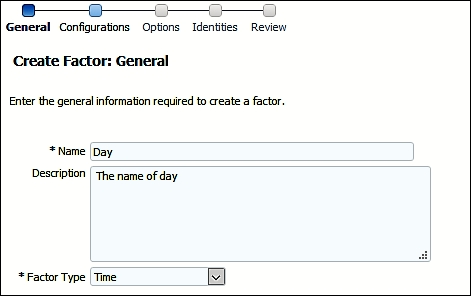 General Configurations Options Identities Review
Create Factor: General
Enter the general information required to create a factor.
* Name Day
Description The name of day
* Factor Type Time